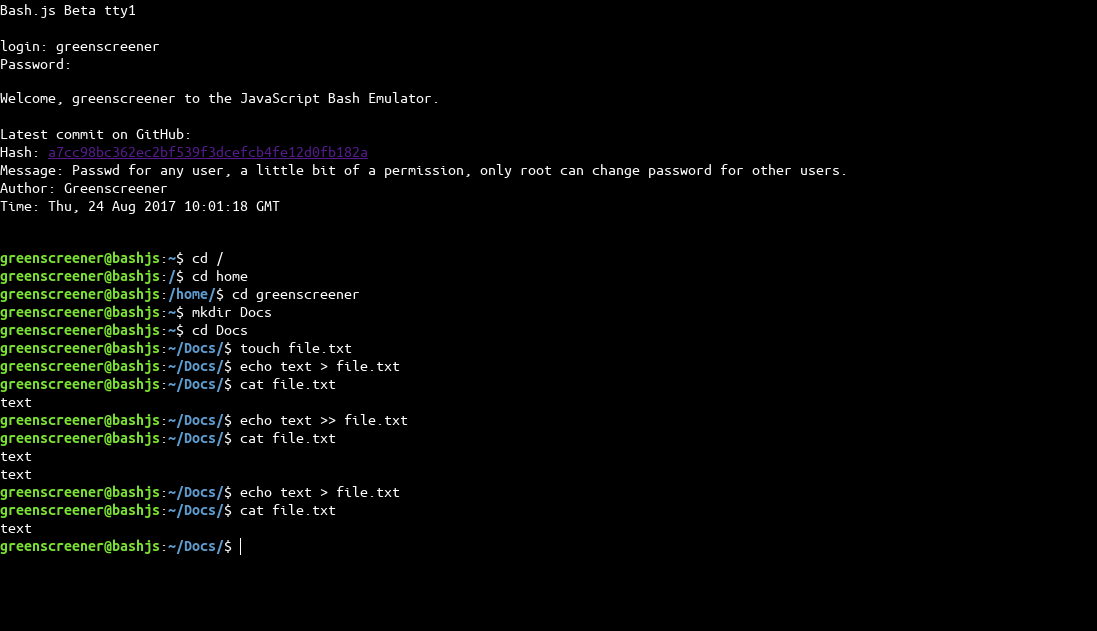 Bash.js Beta tty1
login: greenscreener
Password:
Welcome, greenscreener to the JavaScript Bash Emulator.
Latest commit on GitHub:
Hash: a7cc98bc362ec2bf539f3dcefcb4fe12d0fb182a
Message: Passwd for any user, a little bit of a permission, only root can change password for other users.
Author: Greenscreener
Time: Thu, 24 Aug 2017 10:01:18 GMT
greenscreener@bashjs:~$ cd /
greenscreener@bashjs:/$ cd home
greenscreener@bashjs:/home/$ cd greenscreener
greenscreener@bashjs:~$ mkdir Docs
greenscreener@bashjs:~$ cd Docs
greenscreener@bashjs:~/Docs/$ touch file.txt
greenscreener@bashjs:~/Docs/$ echo text > file.txt
greenscreener@bashjs:~/Docs/$ cat file.txt
text
greenscreener@bashjs:~/Docs/$ echo text >> file.txt
greenscreener@bashjs:~/Docs/$ cat file.txt
text
text
greenscreener@bashjs:~/Docs/$ echo text > file.txt
greenscreener@bashjs:~/Docs/$ cat file.txt
text
greenscreener@bashjs:~/Docs/$